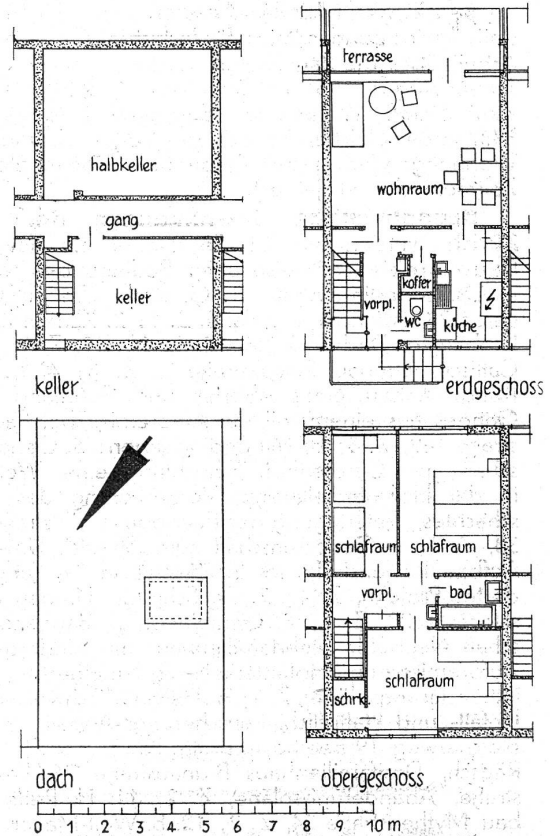 terrasse
halbkeller
wohnraum
gang
keller
koffer
vorpl.
wc
küche
keller
erdgeschoss
schlafraum
schlafraum
vorpl.
bad
schlafraum
schrk.
dach
obergeschoss
0 1 2 3 4 5 6 7 8 9 10 m